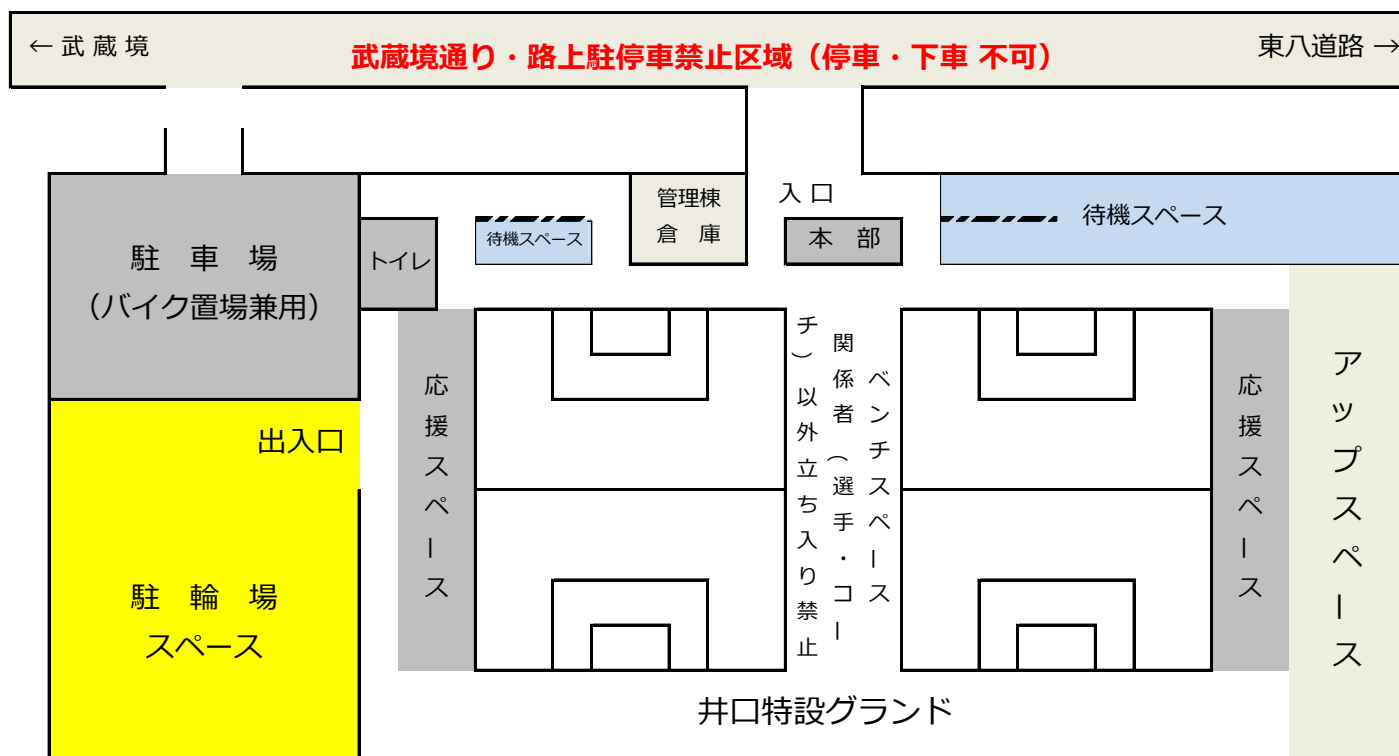 ← 武 蔵 境
武蔵境通り・路上駐停車禁止区域（停車・下車 不可）
東八道路 →
管理棟
倉　庫
入 口
本　部
待機スペース
待機スペース
トイレ
駐　車　場
（バイク置場兼用）
出入口
駐　輪　場
スペース
応援スペース
ベンチスペース
関係者（選手・コー
チ）以外立ち入り禁止
応援スペース
アップスペース
井口特設グランド